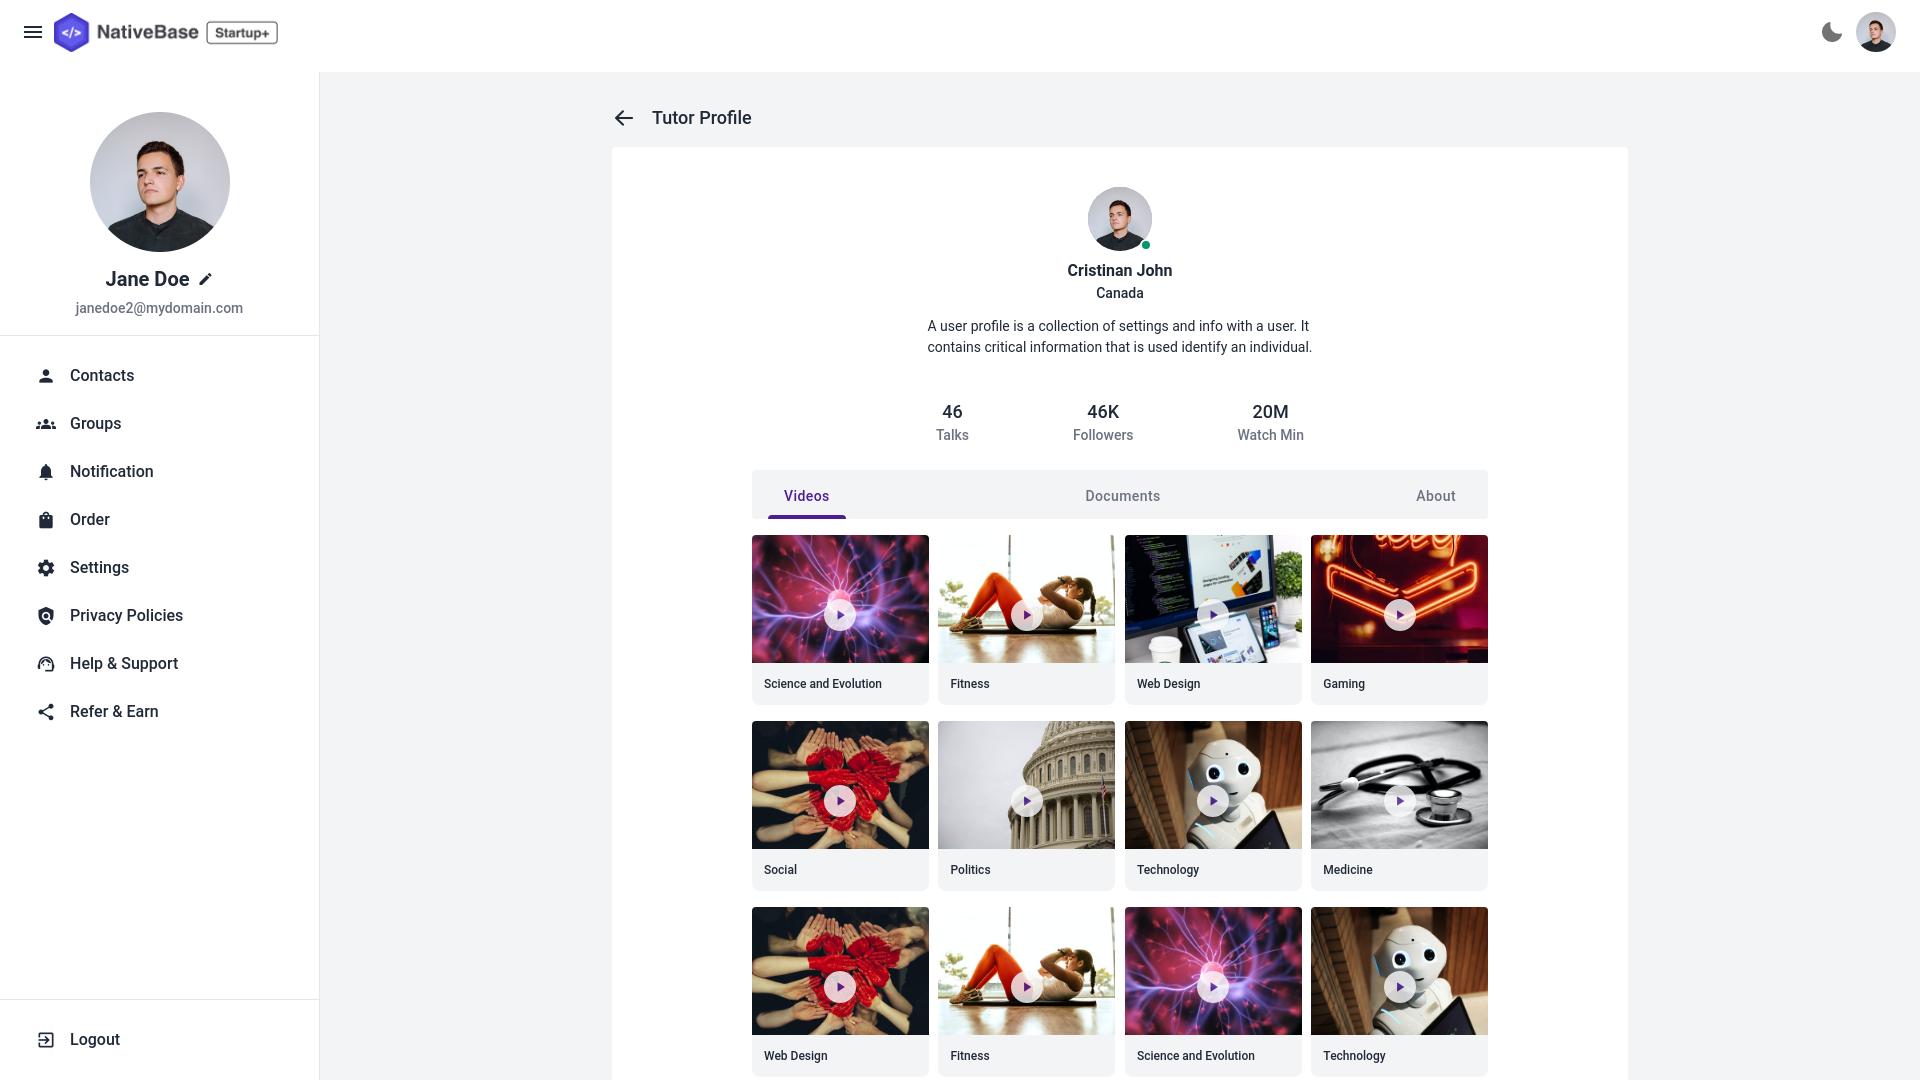 NativeBase Startup+
Jane Doe
janedoe2@mydomain.com
Contacts
Groups
Notification
Order
Settings
Privacy Policies
Help & Support
Refer & Earn
Logout
Tutor Profile
Cristinan John
Canada
A user profile is a collection of settings and info with a user. It
contains critical information that is used identify an individual.
46 46K 20M
Talks Followers Watch Min
Videos Documents About
Science and Evolution Fitness Web Design Gaming
Social Politics Technology Medicine
Web Design Fitness Science and Evolution Technology